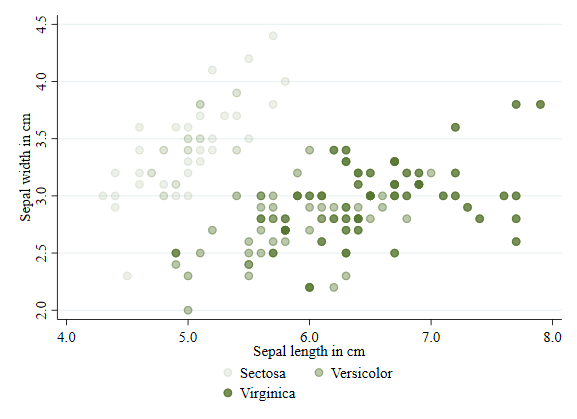 Sepal width in cm
4.5
4.0
3.5
3.0
2.5
2.0
4.0 5.0 6.0 7.0 8.0
Sepal length in cm
Sectosa Versicolor
Virginica